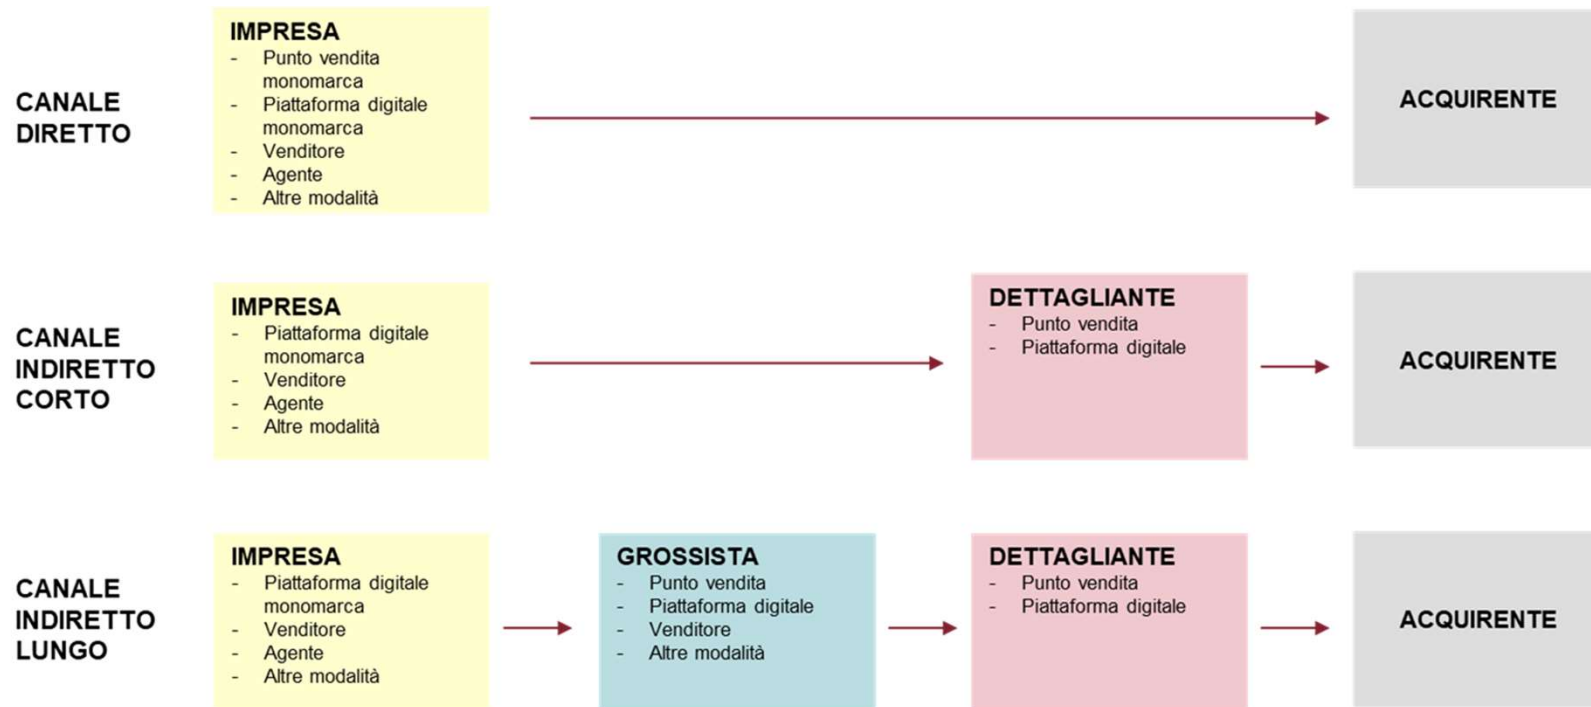 CANALE
DIRETTO
IMPRESA
- Punto vendita
monomarca
- Piattaforma digitale
monomarca
- Venditore
- Agente
- Altre modalità
ACQUIRENTE
CANALE
INDIRETTO
CORTO
IMPRESA
- Piattaforma digitale
monomarca
- Venditore
- Agente
- Altre modalità
DETTAGLIANTE
- Punto vendita
- Piattaforma digitale
ACQUIRENTE
CANALE
INDIRETTO
LUNGO
IMPRESA
- Piattaforma digitale
monomarca
- Venditore
- Agente
- Altre modalità
GROSSISTA
- Punto vendita
- Piattaforma digitale
- Venditore
- Altre modalità
DETTAGLIANTE
- Punto vendita
- Piattaforma digitale
ACQUIRENTE